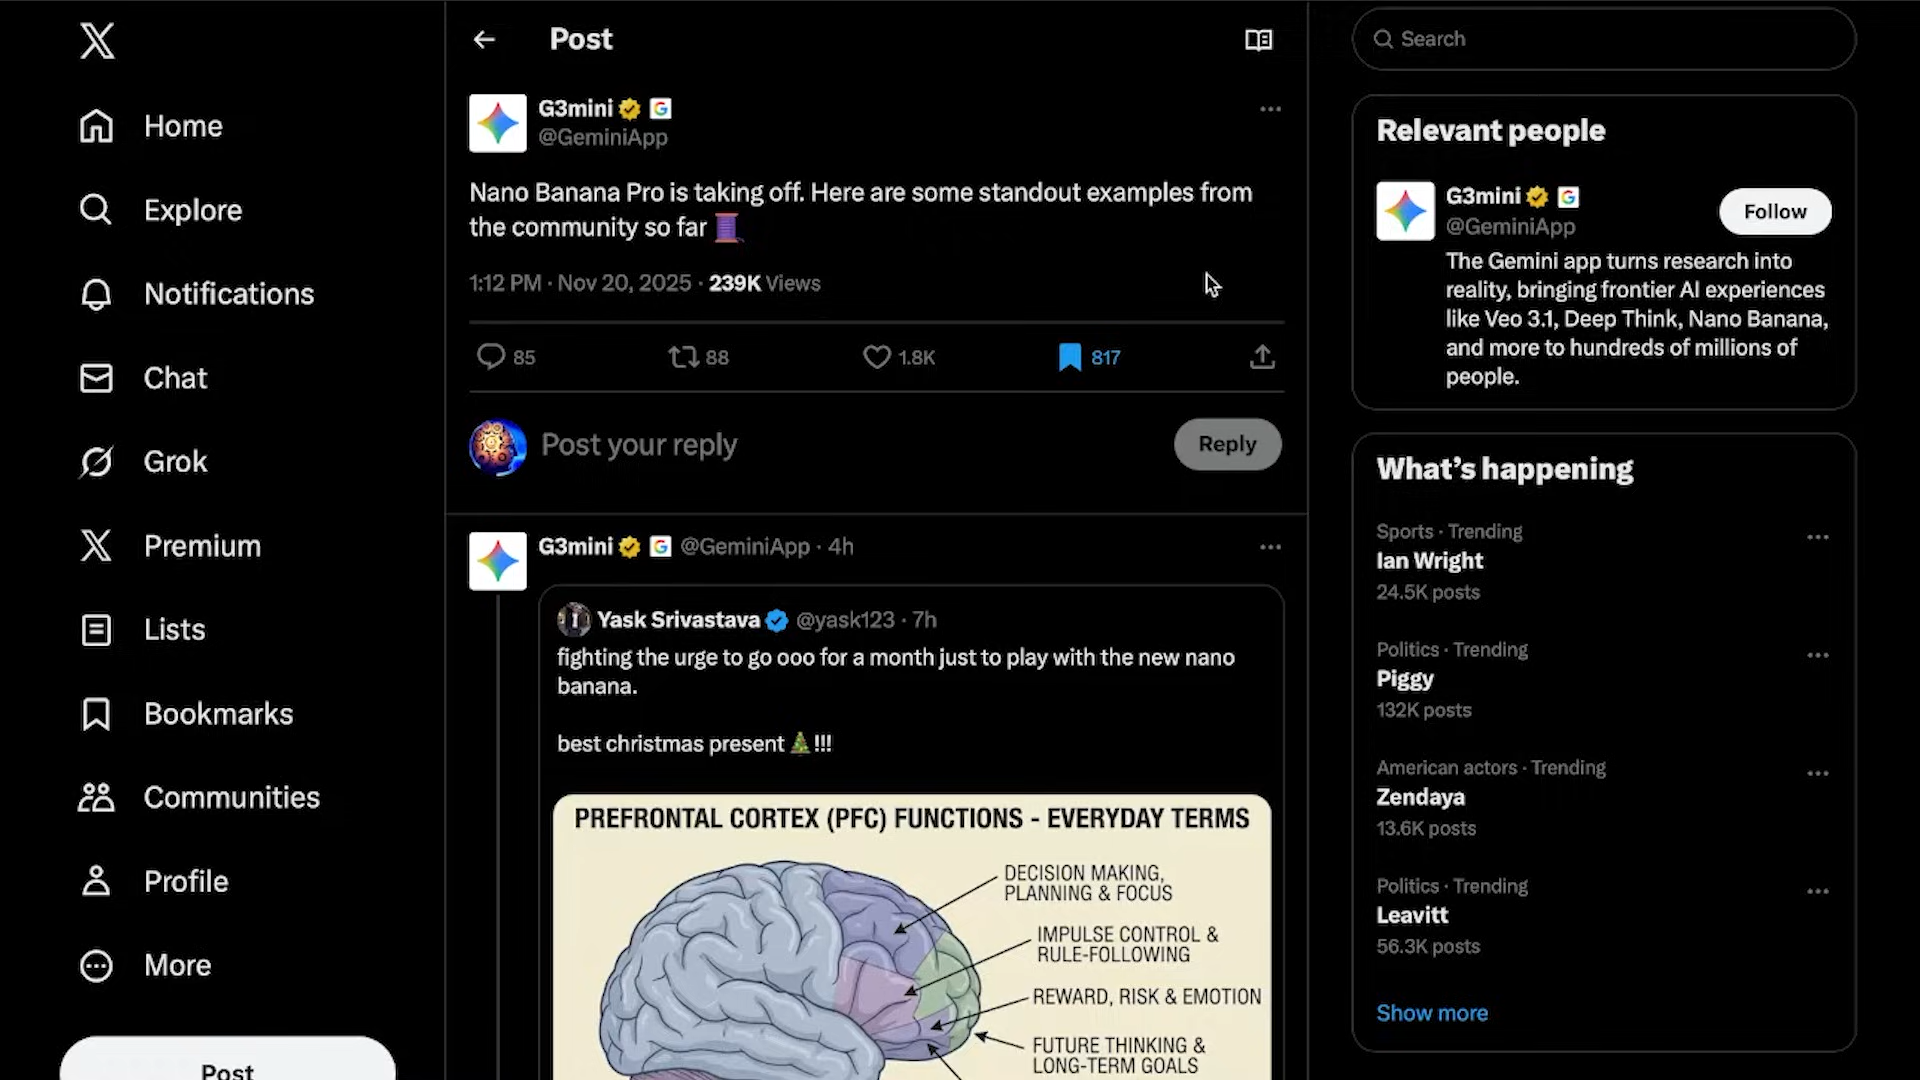 Home
Explore
Notifications
Chat
Grok
Premium
Lists
Bookmarks
Communities
Profile
More
Post
Post
G3mini
@GeminiApp
Nano Banana Pro is taking off. Here are some standout examples from
the community so far 🧵
1:12 PM · Nov 20, 2025 · 239K Views
85 88 1.8K 817
Post your reply
Reply
G3mini @GeminiApp · 4h
Yask Srivastava @yask123 · 7h
fighting the urge to go ooo for a month just to play with the new nano
banana.
best christmas present 🎄!!!
PREFRONTAL CORTEX (PFC) FUNCTIONS - EVERYDAY TERMS
DECISION MAKING,
PLANNING & FOCUS
IMPULSE CONTROL &
RULE-FOLLOWING
REWARD, RISK & EMOTION
FUTURE THINKING &
LONG-TERM GOALS
Search
Relevant people
G3mini
@GeminiApp
Follow
The Gemini app turns research into
reality, bringing frontier AI experiences
like Veo 3.1, Deep Think, Nano Banana,
and more to hundreds of millions of
people.
What's happening
Sports · Trending
Ian Wright
24.5K posts
Politics · Trending
Piggy
132K posts
American actors · Trending
Zendaya
13.6K posts
Politics · Trending
Leavitt
56.3K posts
Show more